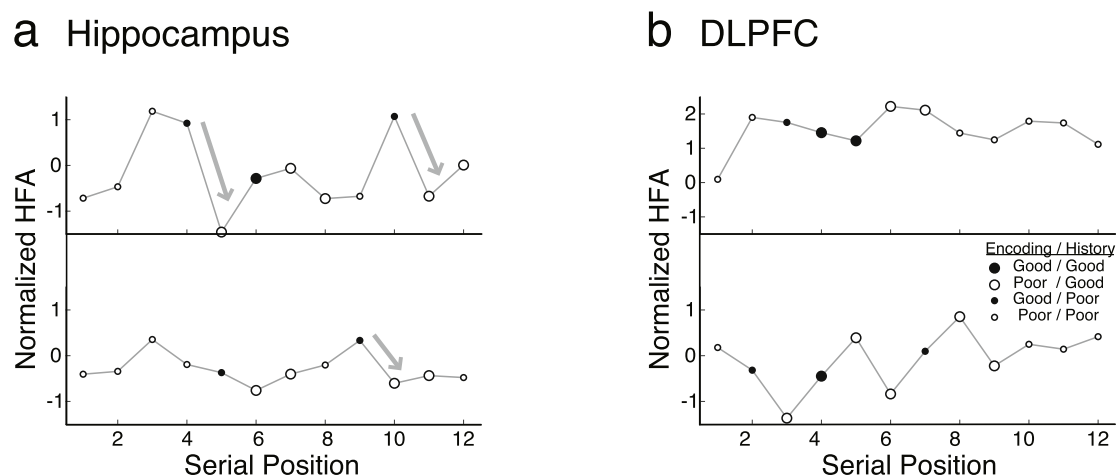 a Hippocampus
1
0
-1
Normalized HFA
1
0
-1
2 4 6 8 10 12
Serial Position
b DLPFC
2
1
0
-1
Normalized HFA
Encoding / History
Good / Good
Poor / Good
Good / Poor
Poor / Poor
1
0
-1
2 4 6 8 10 12
Serial Position